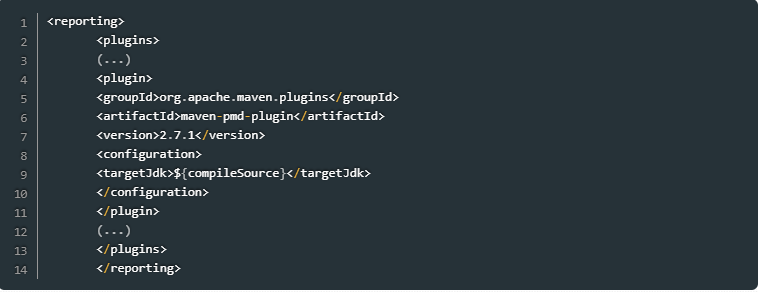 1 <reporting>
2 <plugins>
3 (...)
4 <plugin>
5 <groupId>org.apache.maven.plugins</groupId>
6 <artifactId>maven-pmd-plugin</artifactId>
7 <version>2.7.1</version>
8 <configuration>
9 <targetJdk>${compileSource}</targetJdk>
10 </configuration>
11 </plugin>
12 (...)
13 </plugins>
14 </reporting>